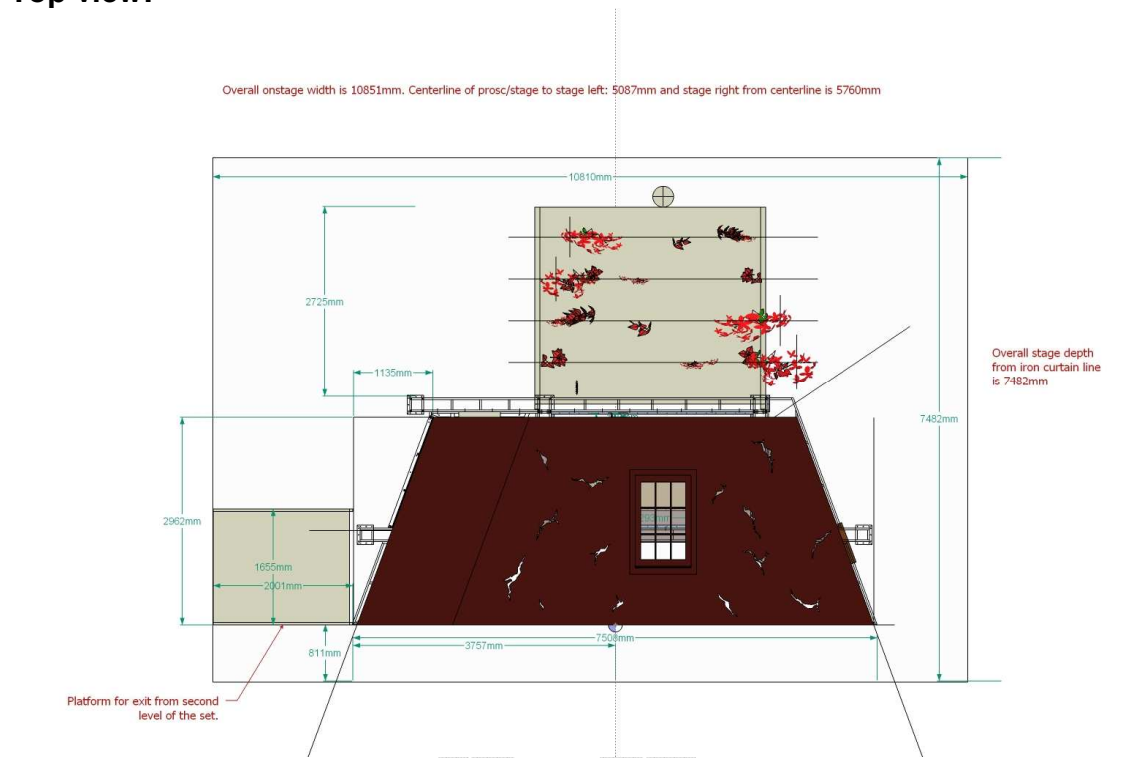 Top view:
Overall onstage width is 10851mm. Centerline of prosc/stage to stage left: 5087mm and stage right from centerline is 5760mm
10810mm
2725mm
1135mm
Overall stage depth
from iron curtain line
is 7482mm
7482mm
2962mm
1655mm
2001mm
7508mm
3757mm
811mm
Platform for exit from second
level of the set.